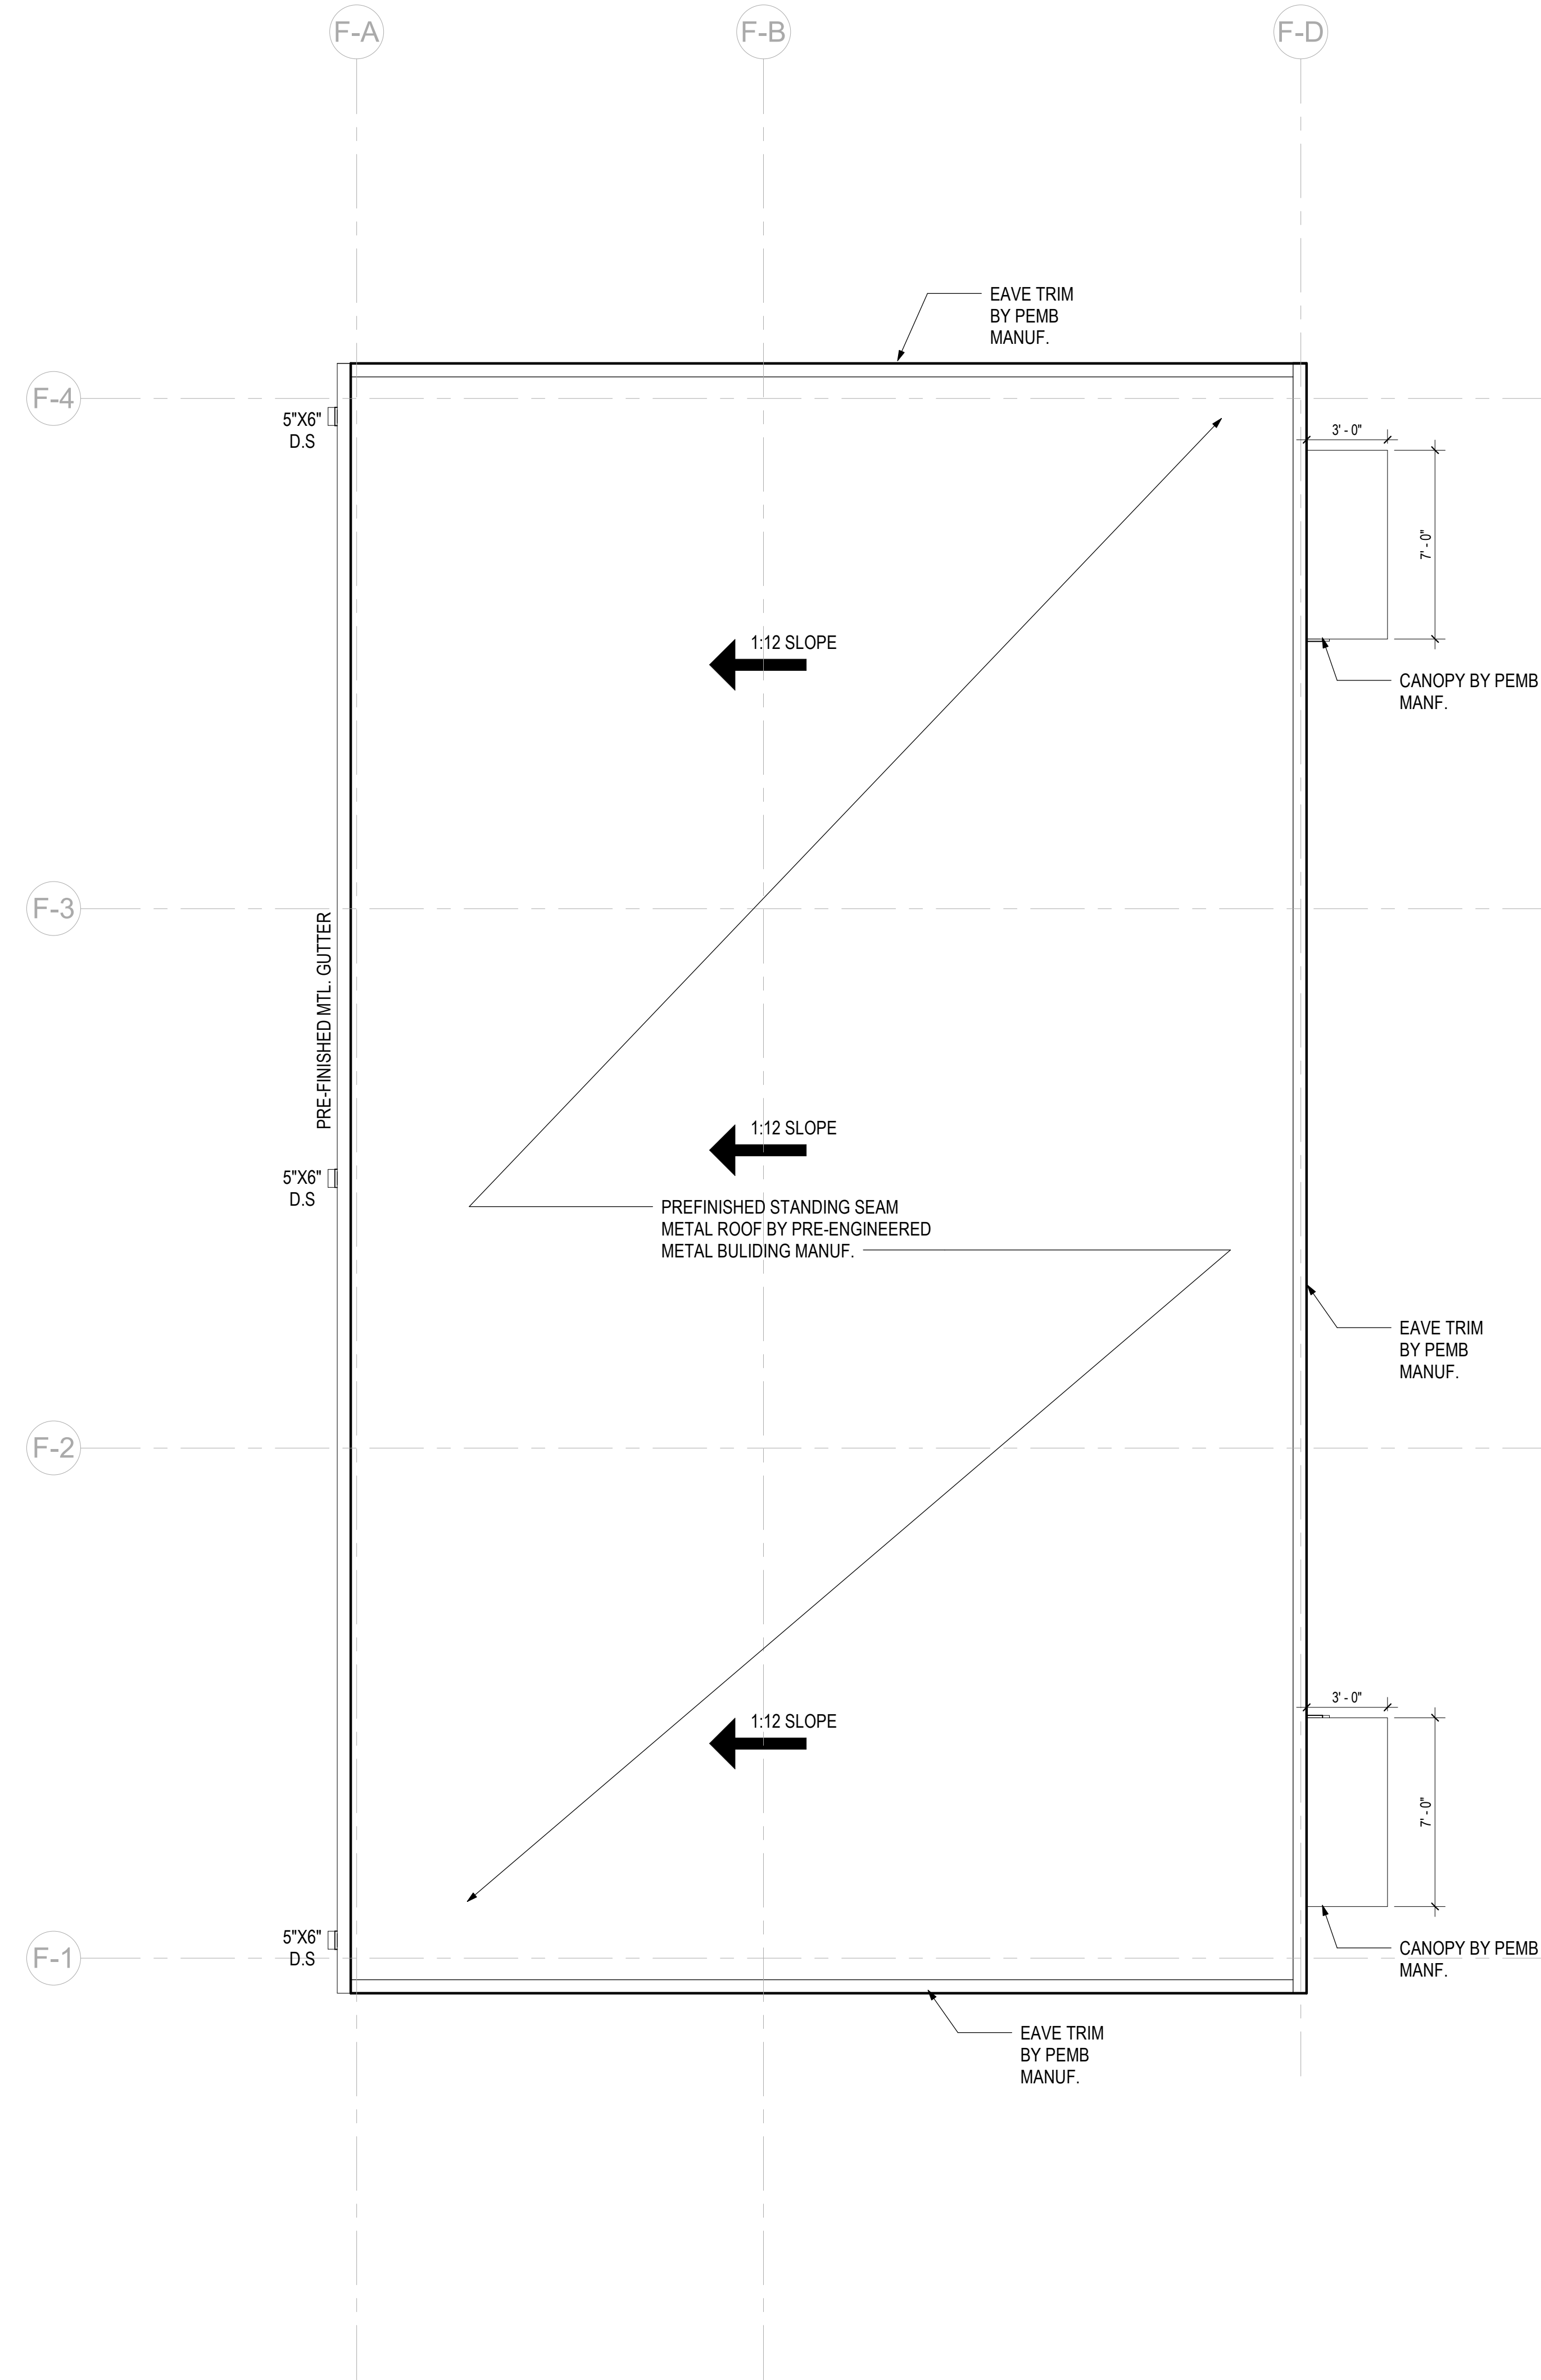 F-A
F-B
F-D
EAVE TRIM
BY PEMB
MANUF.
F-4
5"X6"
D.S
3' - 0"
7' - 0"
1:12 SLOPE
CANOPY BY PEMB
MANF.
F-3
PRE-FINISHED MTL. GUTTER
1:12 SLOPE
5"X6"
D.S
PREFINISHED STANDING SEAM
METAL ROOF BY PRE-ENGINEERED
METAL BULIDING MANUF.
EAVE TRIM
BY PEMB
MANUF.
F-2
3' - 0"
1:12 SLOPE
7' - 0"
5"X6"
D.S
F-1
CANOPY BY PEMB
MANF.
EAVE TRIM
BY PEMB
MANUF.